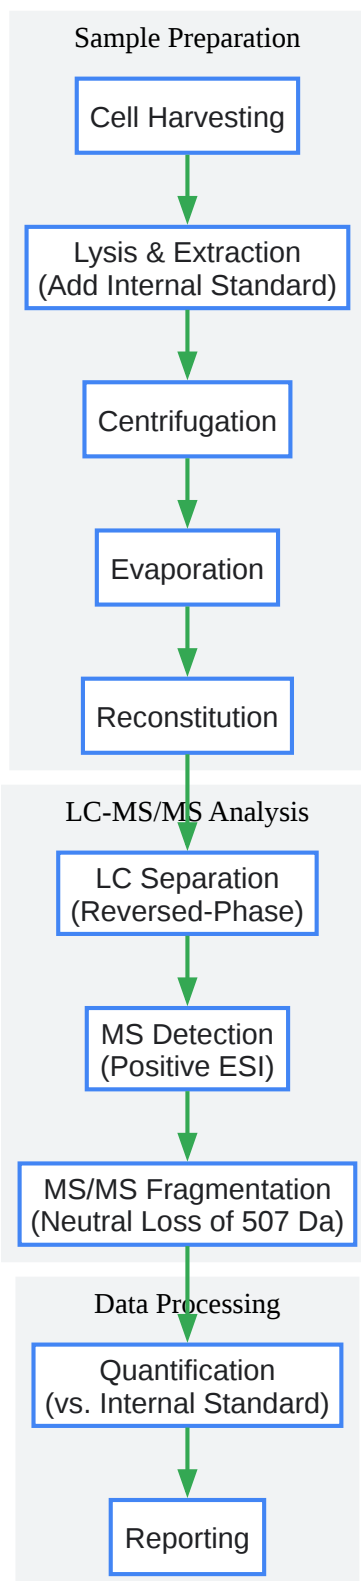 Sample Preparation
Cell Harvesting
Lysis & Extraction
(Add Internal Standard)
Centrifugation
Evaporation
Reconstitution
LC-MS/MS Analysis
LC Separation
(Reversed-Phase)
MS Detection
(Positive ESI)
MS/MS Fragmentation
(Neutral Loss of 507 Da)
Data Processing
Quantification
(vs. Internal Standard)
Reporting